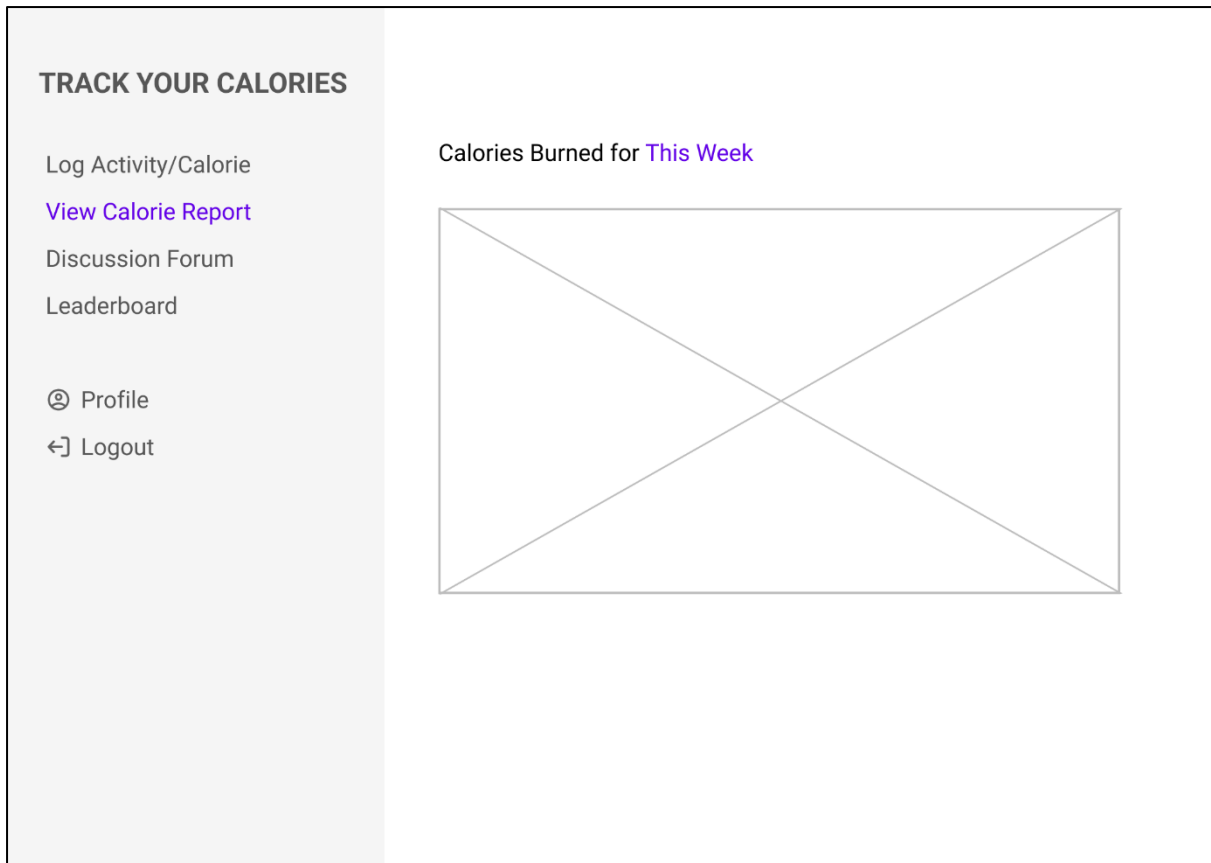 TRACK YOUR CALORIES
Log Activity/Calorie
View Calorie Report
Discussion Forum
Leaderboard
Profile
Logout
Calories Burned for This Week